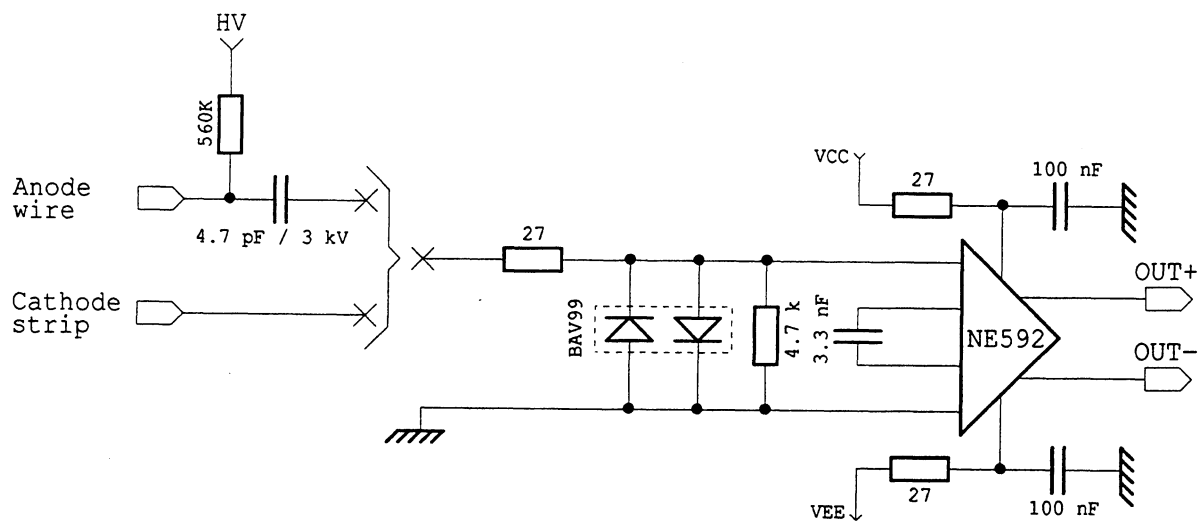 HV
560K
Anode
wire
4.7 pF / 3 kV
Cathode
strip
27
BAV99
4.7 k
3.3 nF
VCC
27
100 nF
NE592
OUT+
OUT-
VEE
27
100 nF